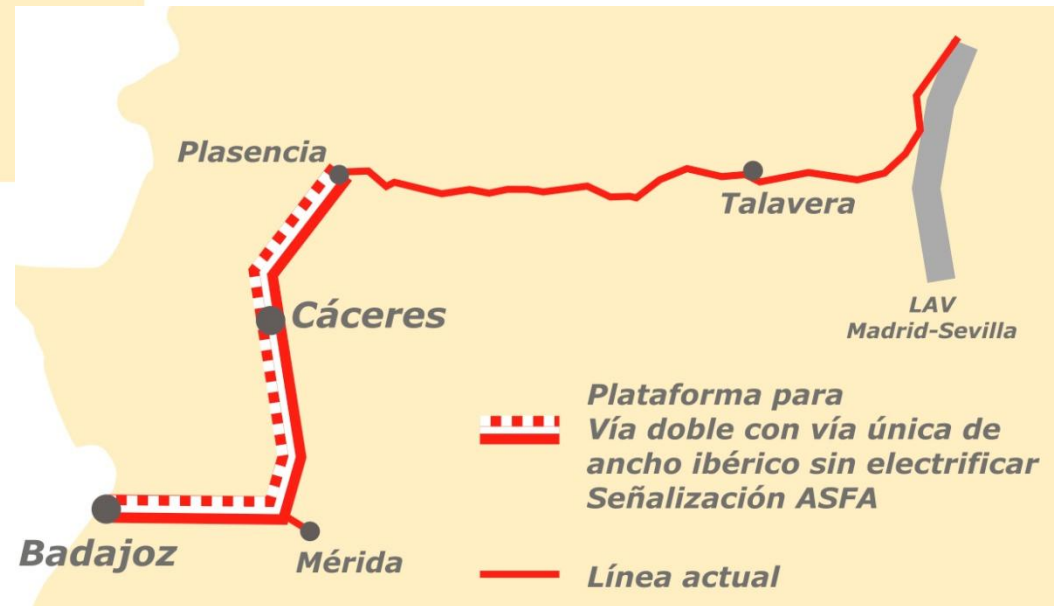 Plasencia
Talavera
Cáceres
LAV
Madrid-Sevilla
Plataforma para
Vía doble con vía única de
ancho ibérico sin electrificar
Señalización ASFA
Badajoz
Mérida
Línea actual